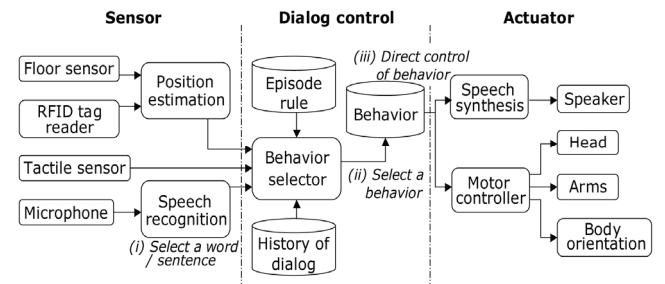 Sensor
Dialog control
Actuator
Floor sensor
RFID tag
reader
Tactile sensor
Microphone
Position
estimation
Speech
recognition
(i) Select a word
/ sentence
Episode
rule
Behavior
selector
History of
dialog
(iii) Direct control
of behavior
Behavior
(ii) Select a
behavior
Speech
synthesis
Motor
controller
Speaker
Head
Arms
Body
orientation